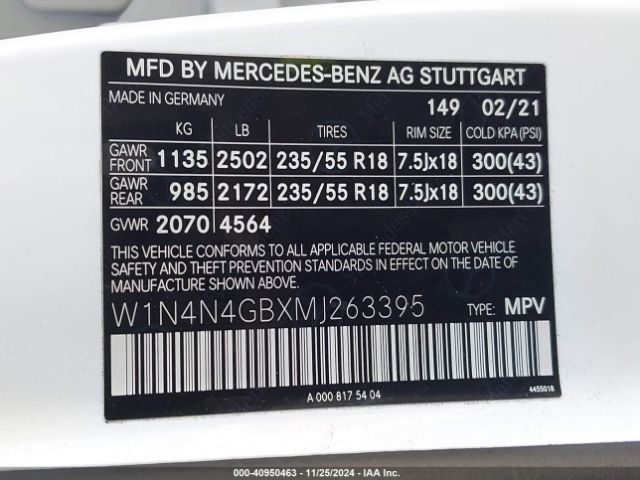 MFD BY MERCEDES-BENZ AG STUTTGART
MADE IN GERMANY 149 02/21
KG LB TIRES RIM SIZE COLD KPA (PSI)
GAWR FRONT 1135 2502 235/55 R18 7.5Jx18 300(43)
GAWR REAR 985 2172 235/55 R18 7.5Jx18 300(43)
GVWR 2070 4564
THIS VEHICLE CONFORMS TO ALL APPLICABLE FEDERAL MOTOR VEHICLE
SAFETY AND THEFT PREVENTION STANDARDS IN EFFECT ON THE DATE OF
MANUFACTURE SHOWN ABOVE.
W1N4N4GBXMJ263395 TYPE: MPV
A 000 817 54 04
4455018
000-40950463 - 11/25/2024 - IAA Inc.